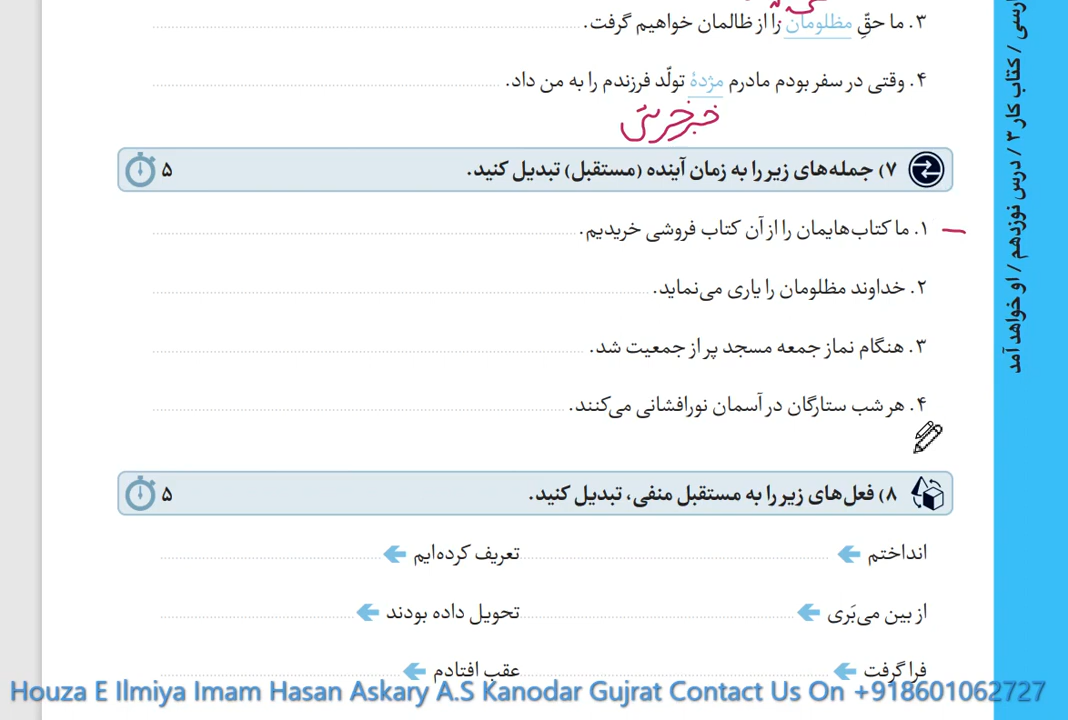 ۳. ما حقِّ مظلومان را از ظالمان خواهیم گرفت.
۴. وقتی در سفر بودم مادرم مژدهٔ تولّد فرزندم را به من داد.
۷) جمله‌های زیر را به زمان آینده (مستقبل) تبدیل کنید. ۵
۱. ما کتاب‌هایمان را از آن کتاب فروشی خریدیم.
۲. خداوند مظلومان را یاری می‌نماید.
۳. هنگام نماز جمعه مسجد پر از جمعیت شد.
۴. هر شب ستارگان در آسمان نورافشانی می‌کنند.
۸) فعل‌های زیر را به مستقبل منفی، تبدیل کنید. ۵
انداختم تعریف کرده‌ایم
از بین می‌بَری تحویل داده بودند
فرا گرفت عقب افتادم
Houza E Ilmiya Imam Hasan Askary A.S Kanodar Gujrat Contact Us On +918601062727
کتاب کار ۳ / درس نوزدهم / او خواهد آمد